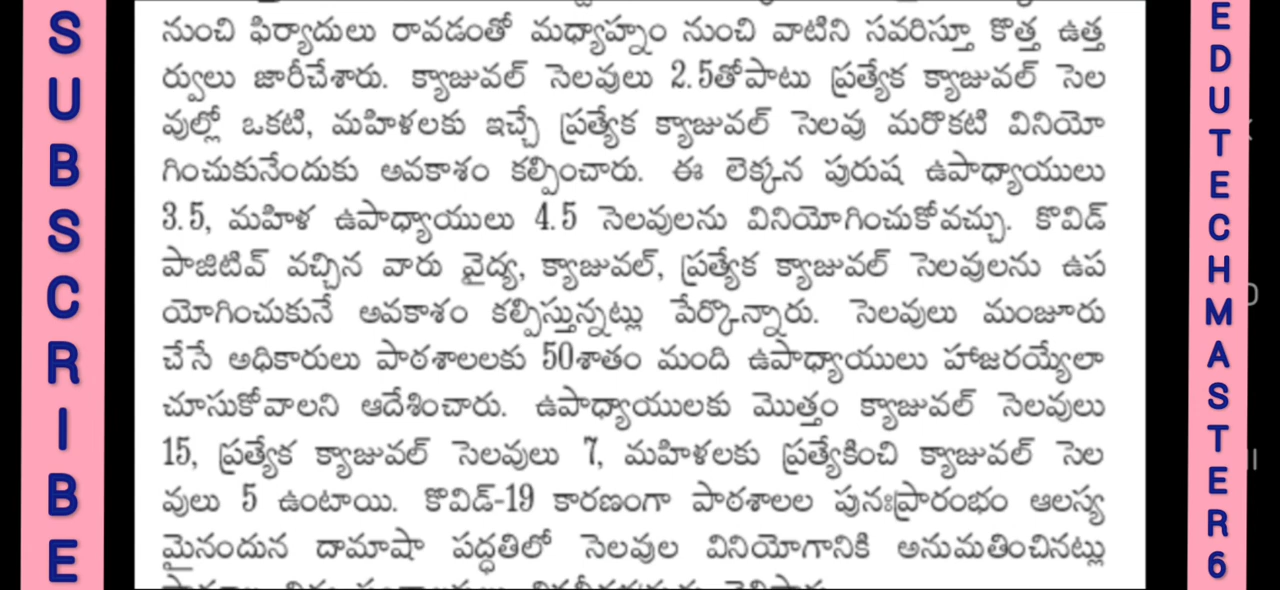 SUBSCRIBE
నుంచి ఫిర్యాదులు రావడంతో మధ్యాహ్నం నుంచి వాటిని సవరిస్తూ కొత్త ఉత్త
ర్వులు జారీచేశారు. క్యాజువల్ సెలవులు 2.5తోపాటు ప్రత్యేక క్యాజువల్ సెల
వుల్లో ఒకటి, మహిళలకు ఇచ్చే ప్రత్యేక క్యాజువల్ సెలవు మరొకటి వినియో
గించుకునేందుకు అవకాశం కల్పించారు. ఈ లెక్కన పురుష ఉపాధ్యాయులు
3.5, మహిళ ఉపాధ్యాయులు 4.5 సెలవులను వినియోగించుకోవచ్చు. కొవిడ్
పాజిటివ్ వచ్చిన వారు వైద్య, క్యాజువల్, ప్రత్యేక క్యాజువల్ సెలవులను ఉప
యోగించుకునే అవకాశం కల్పిస్తున్నట్లు పేర్కొన్నారు. సెలవులు మంజూరు
చేసే అధికారులు పాఠశాలలకు 50శాతం మంది ఉపాధ్యాయులు హాజరయ్యేలా
చూసుకోవాలని ఆదేశించారు. ఉపాధ్యాయులకు మొత్తం క్యాజువల్ సెలవులు
15, ప్రత్యేక క్యాజువల్ సెలవులు 7, మహిళలకు ప్రత్యేకించి క్యాజువల్ సెల
వులు 5 ఉంటాయి. కొవిడ్-19 కారణంగా పాఠశాలల పునఃప్రారంభం ఆలస్య
మైనందున దామాషా పద్ధతిలో సెలవుల వినియోగానికి అనుమతించినట్లు
EDUTECHMASTER6